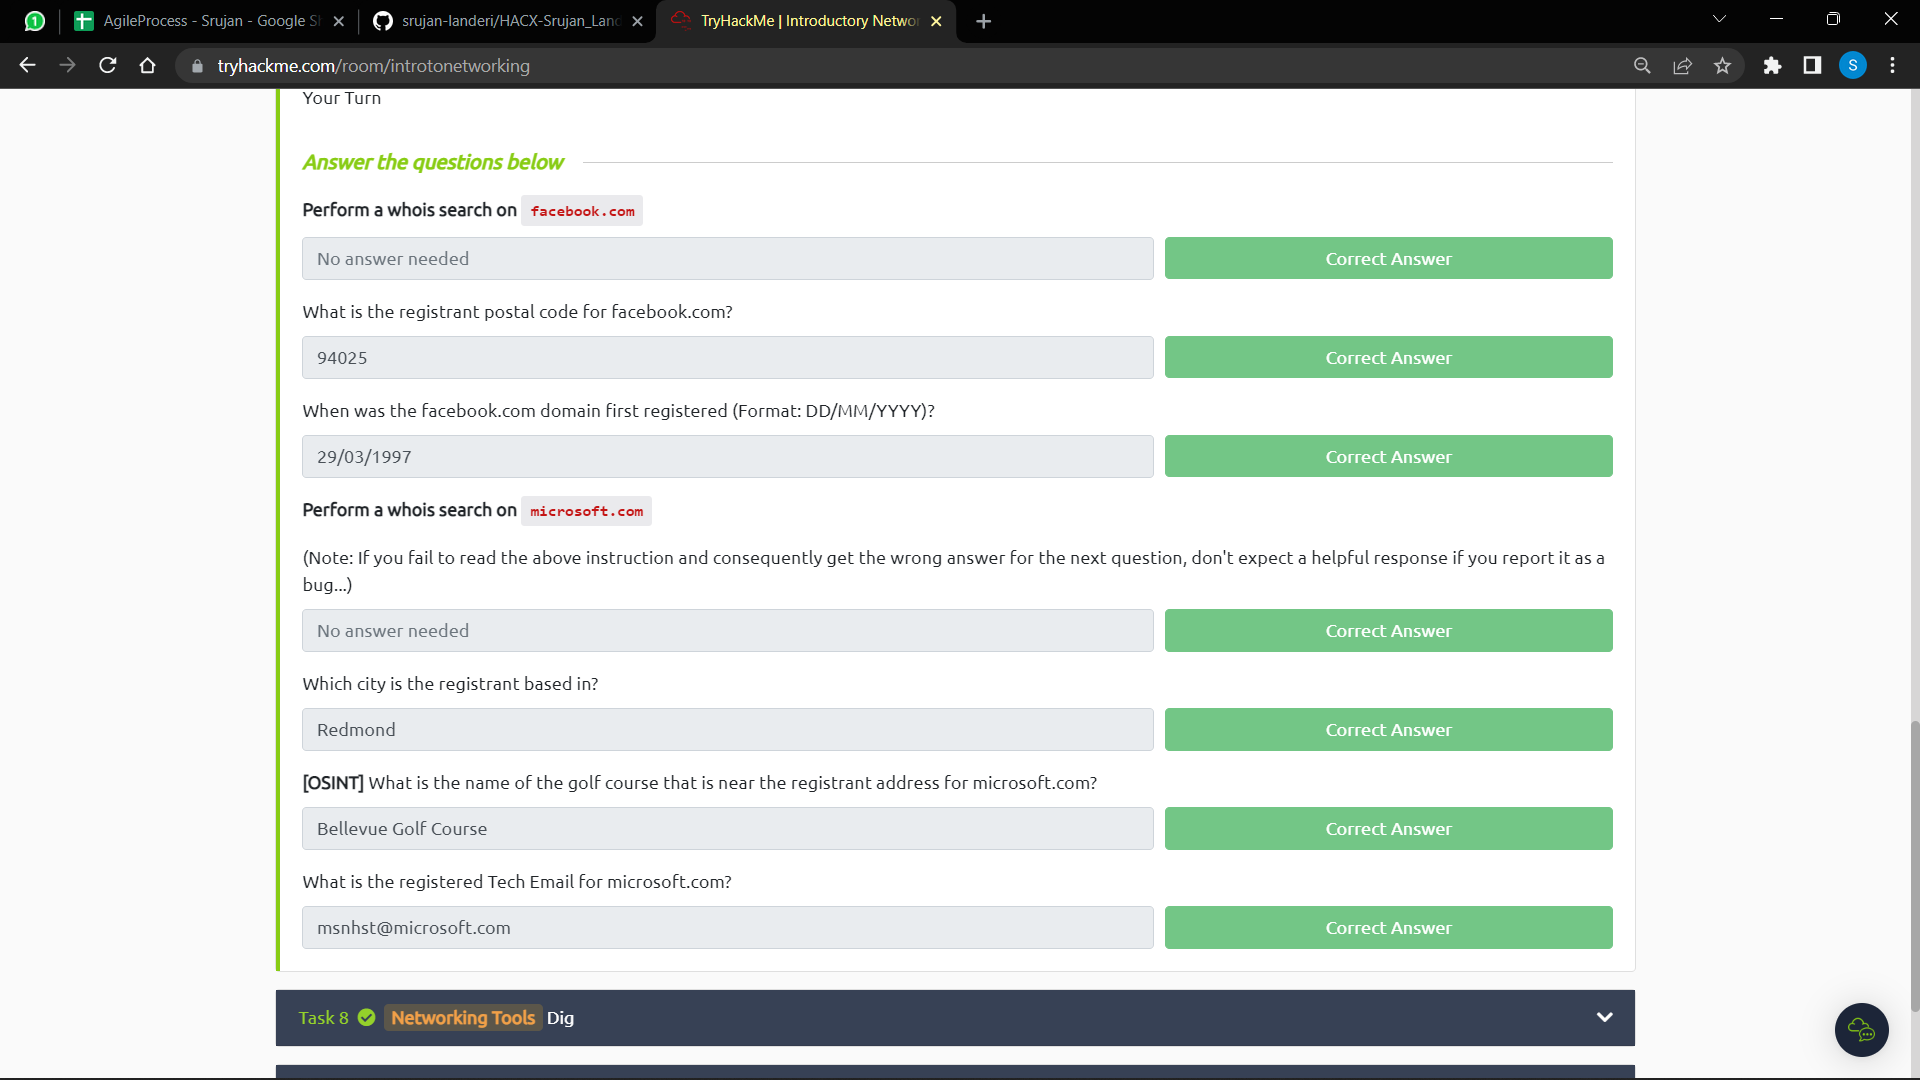 1
AgileProcess - Srujan - Google S
srujan-landeri/HACX-Srujan_Land
TryHackMe | Introductory Networ
tryhackme.com/room/introtonetworking
S
Your Turn
Answer the questions below
Perform a whois search on facebook.com
No answer needed
Correct Answer
What is the registrant postal code for facebook.com?
94025
Correct Answer
When was the facebook.com domain first registered (Format: DD/MM/YYYY)?
29/03/1997
Correct Answer
Perform a whois search on microsoft.com
(Note: If you fail to read the above instruction and consequently get the wrong answer for the next question, don't expect a helpful response if you report it as a
bug...)
No answer needed
Correct Answer
Which city is the registrant based in?
Redmond
Correct Answer
[OSINT] What is the name of the golf course that is near the registrant address for microsoft.com?
Bellevue Golf Course
Correct Answer
What is the registered Tech Email for microsoft.com?
msnhst@microsoft.com
Correct Answer
Task 8 Networking Tools Dig